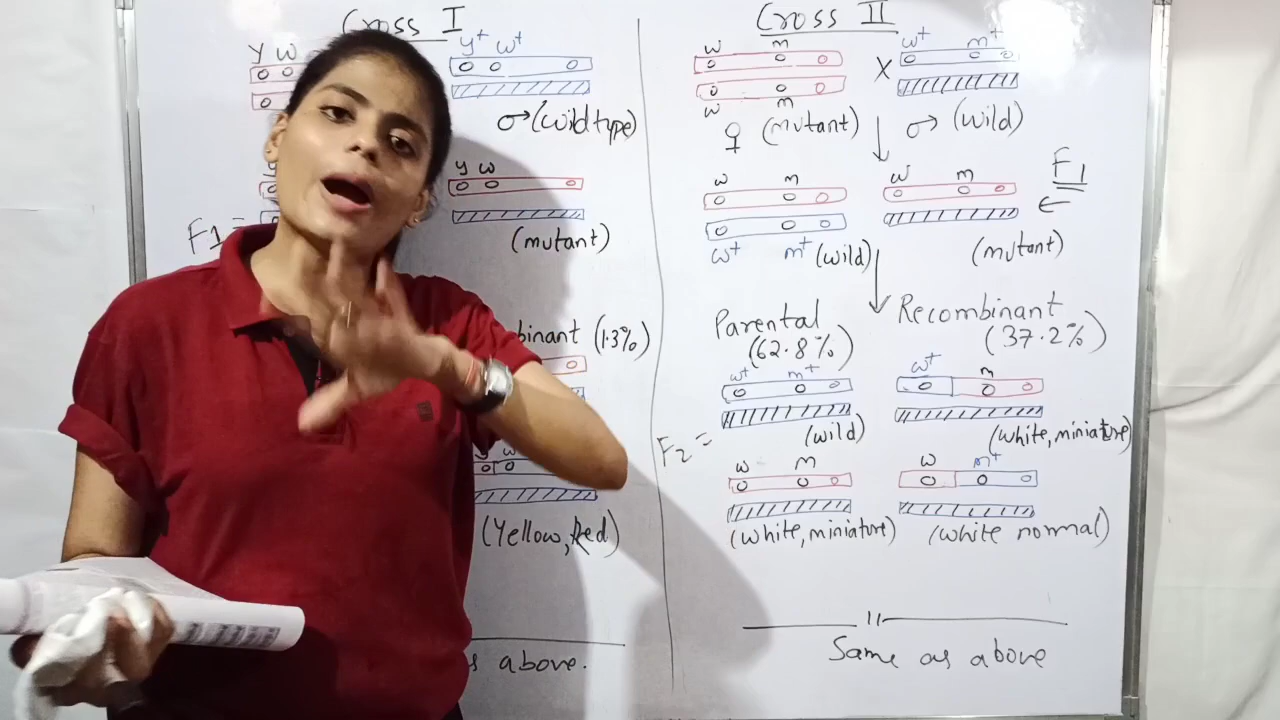 Cross I
y w
y+ w+
♂ (wild type)
y w
F1 =
(mutant)
binant (1.3%)
(Yellow, Red)
s above.
Cross II
w m
w+ m+
X
w m
♀ (mutant)
♂ (wild)
F1
w m
w m
w+ m+ (wild)
(mutant)
Parental
(62.8%)
Recombinant
(37.2%)
w+ m+
w+ m
(wild)
(white, miniature)
F2 =
w m
w m+
(white, miniature)
(white normal)
—— 11 ——
Same as above